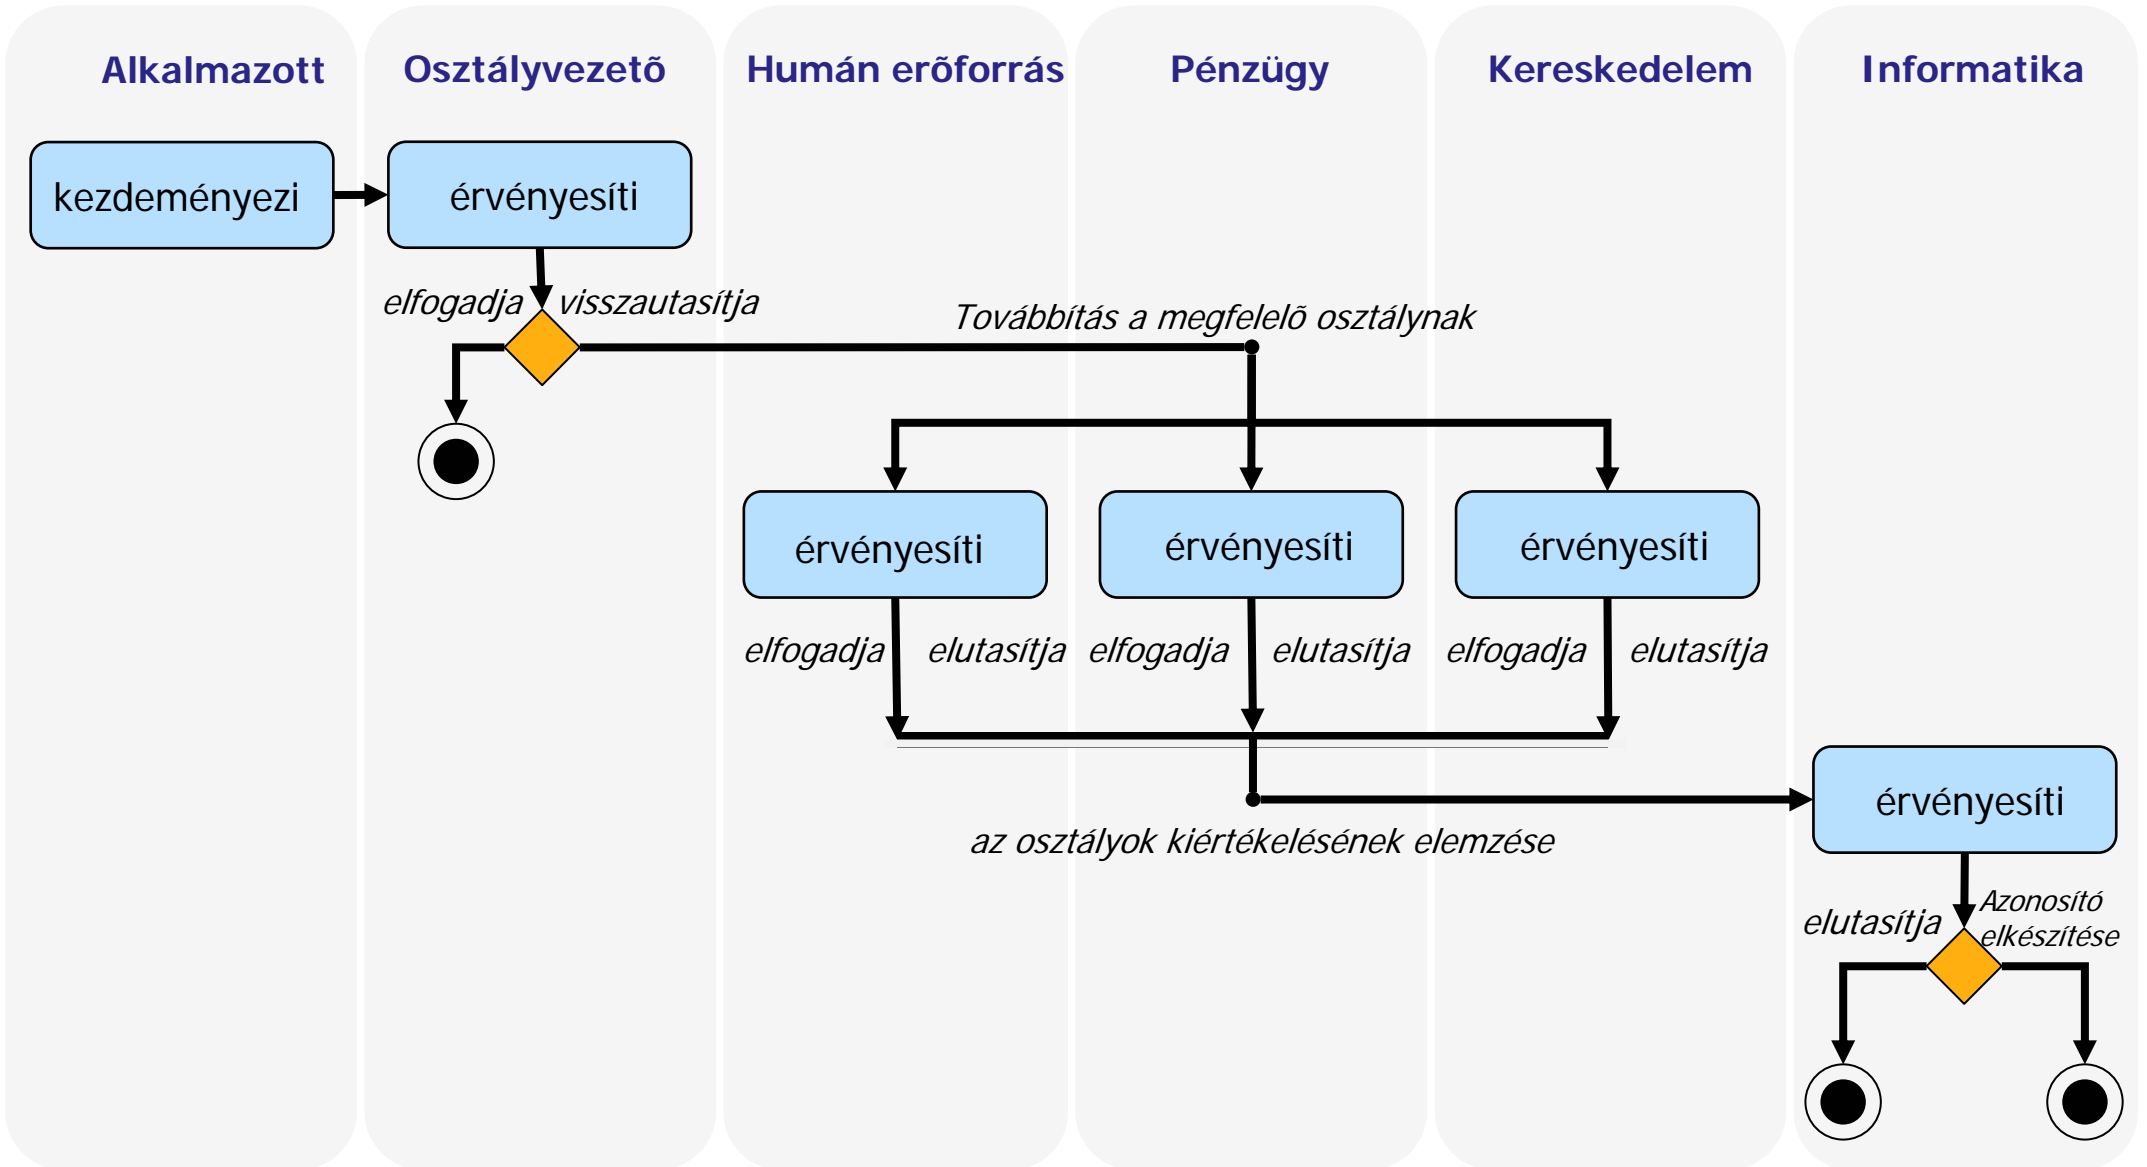 Alkalmazott
Osztályvezetõ
Humán erõforrás
Pénzügy
Kereskedelem
Informatika
kezdeményezi
érvényesíti
elfogadja
visszautasítja
Továbbítás a megfelelõ osztálynak
érvényesíti
érvényesíti
érvényesíti
elfogadja
elutasítja
elfogadja
elutasítja
elfogadja
elutasítja
érvényesíti
az osztályok kiértékelésének elemzése
elutasítja
Azonosító
elkészítése